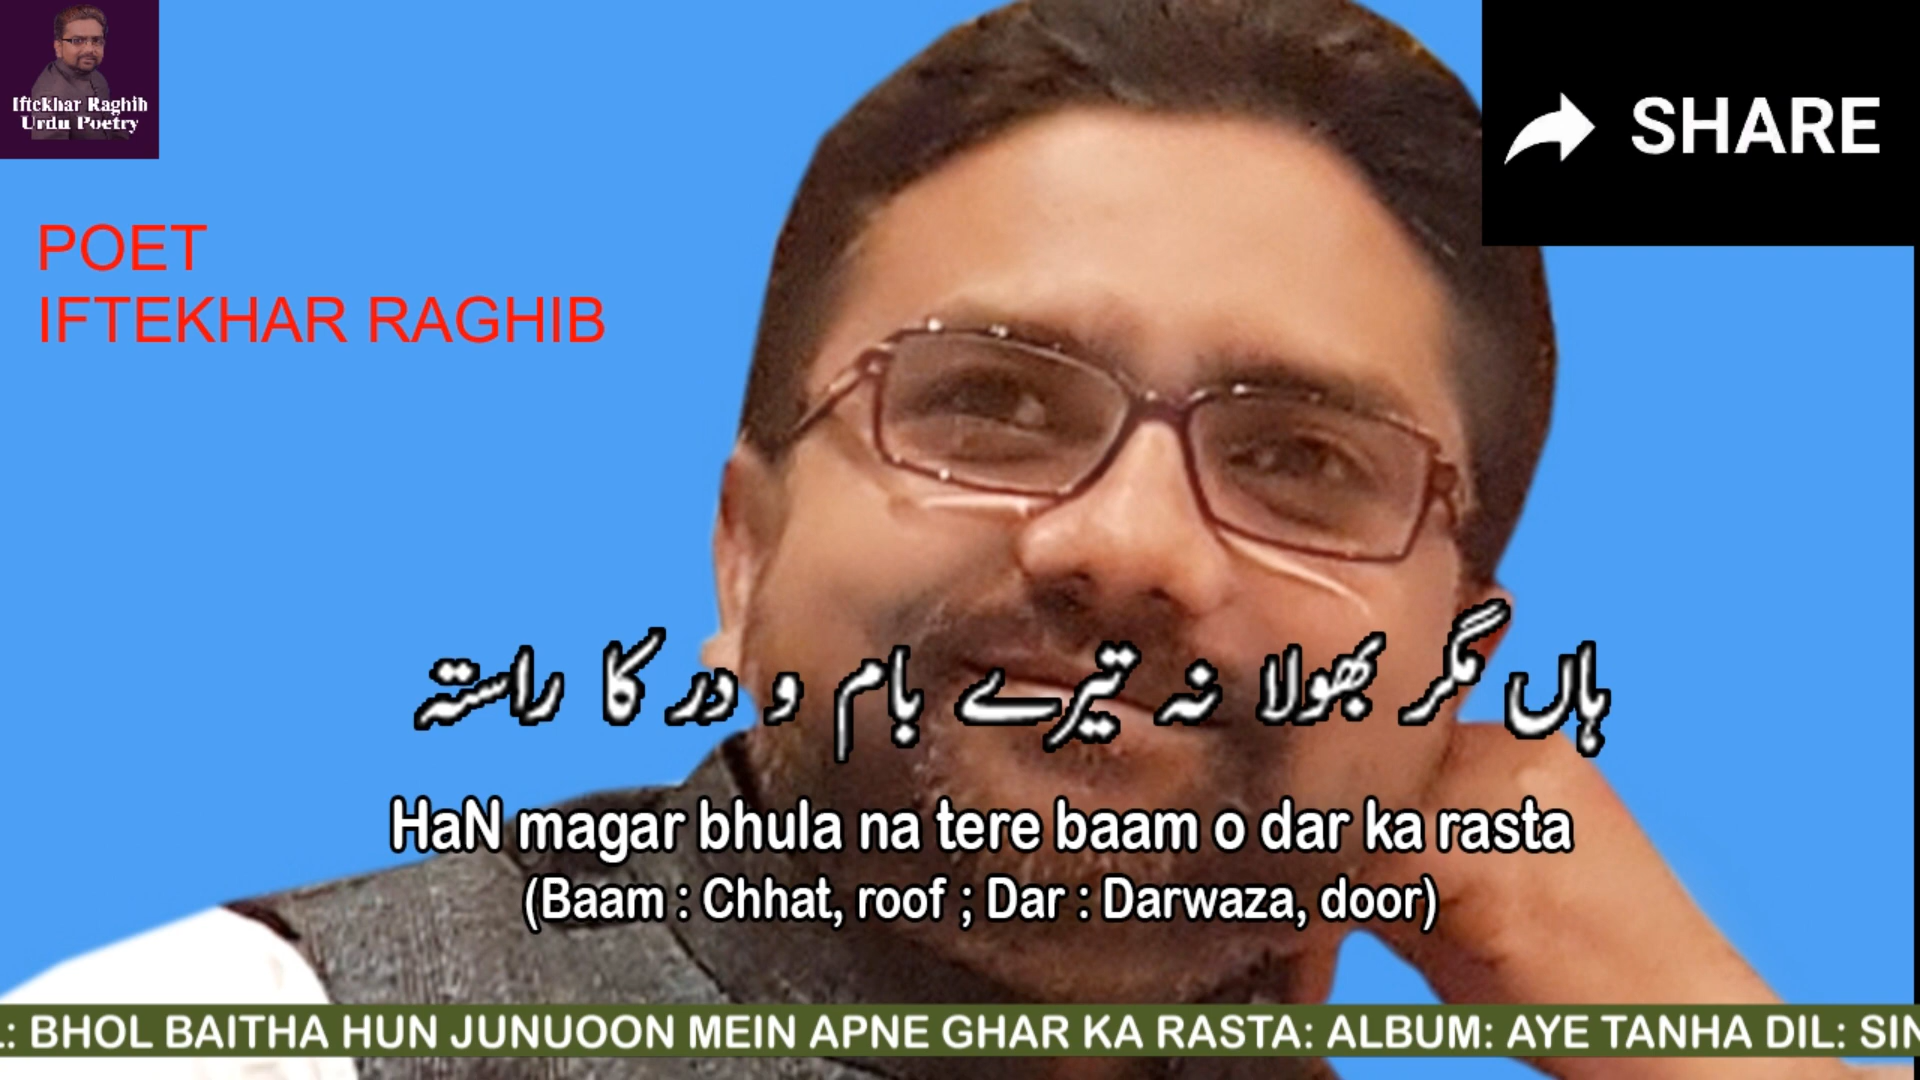 Iftekhar Raghib
Urdu Poetry
SHARE
POET
IFTEKHAR RAGHIB
ہاں مگر بھولا نہ تیرے بام و در کا راستہ
HaN magar bhula na tere baam o dar ka rasta
(Baam : Chhat, roof ; Dar : Darwaza, door)
.: BHOL BAITHA HUN JUNUOON MEIN APNE GHAR KA RASTA: ALBUM: AYE TANHA DIL: SIN